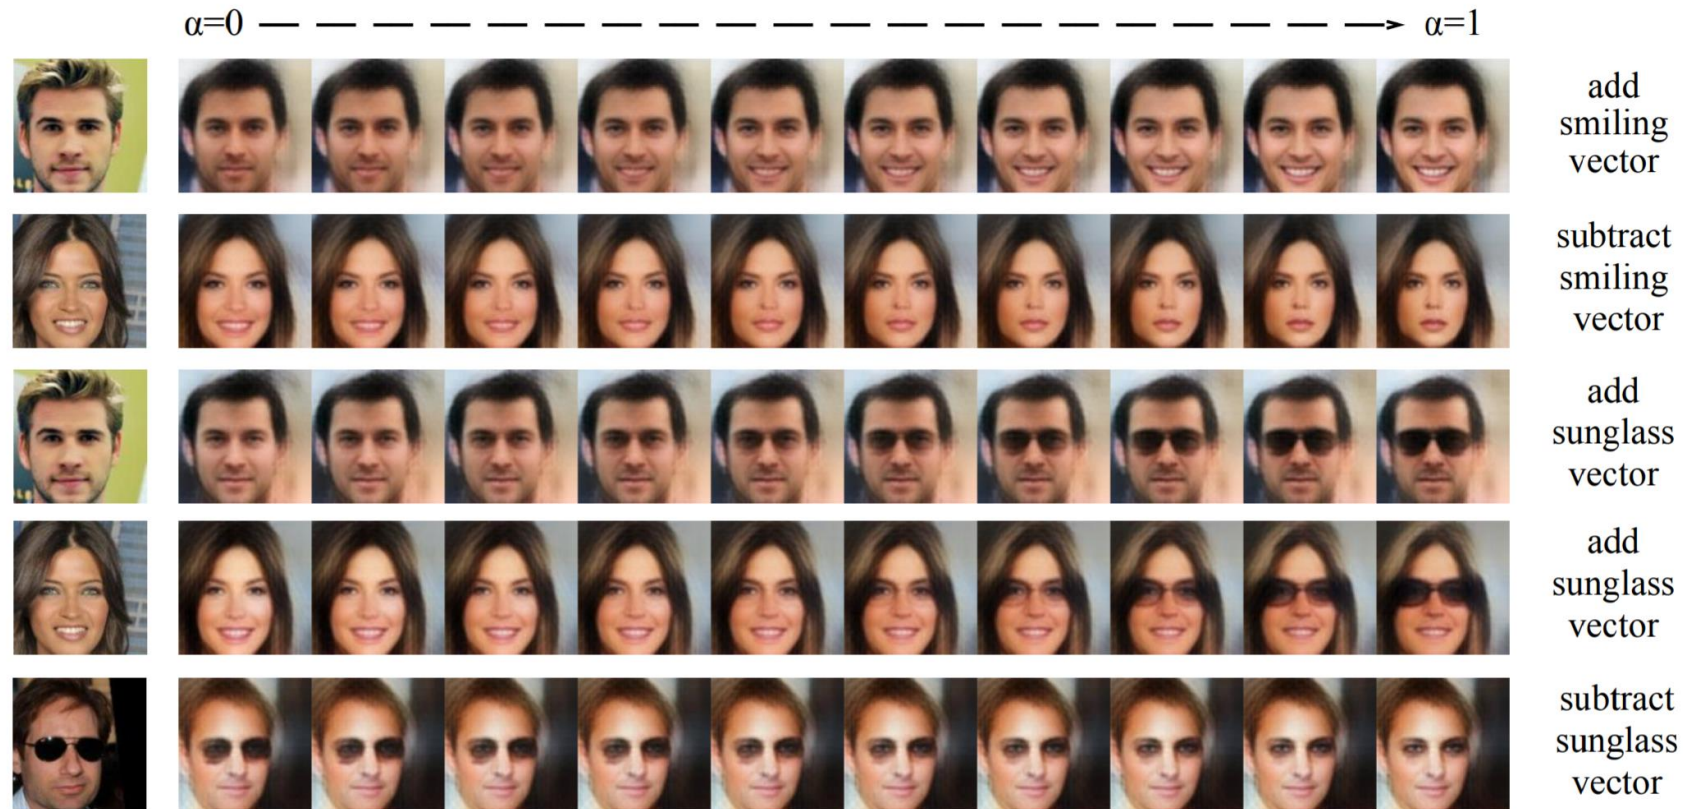 α=0
α=1
add
smiling
vector
subtract
smiling
vector
add
sunglass
vector
add
sunglass
vector
subtract
sunglass
vector